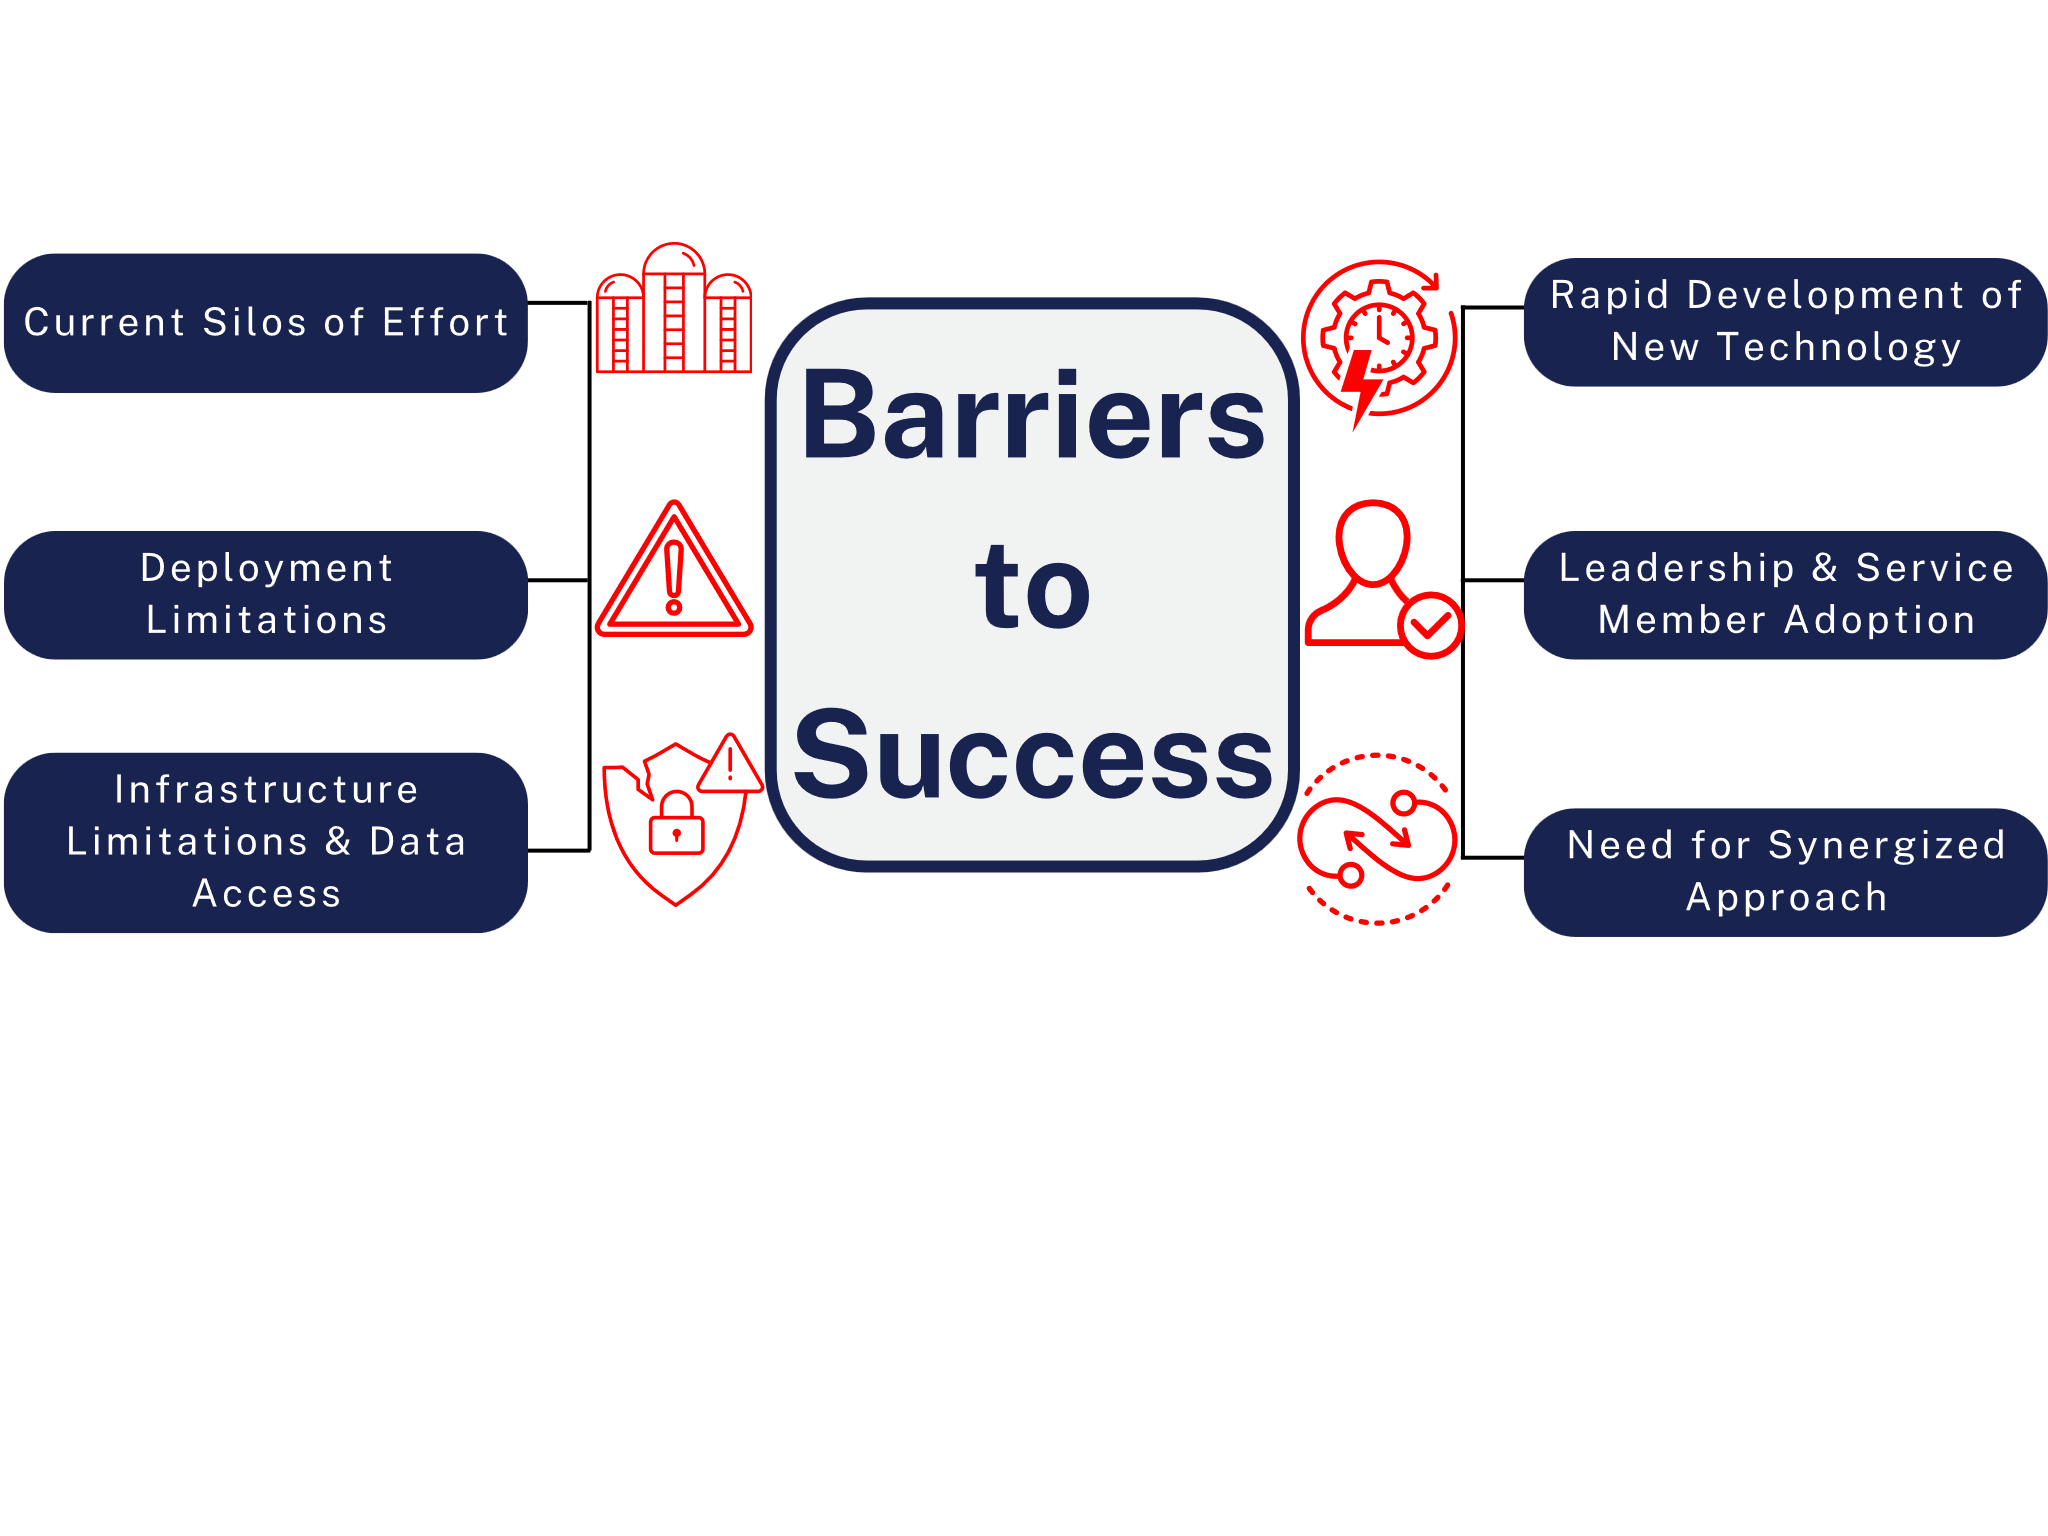 Current Silos of Effort
Deployment
Limitations
Infrastructure
Limitations & Data
Access
Barriers
to
Success
Rapid Development of
New Technology
Leadership & Service
Member Adoption
Need for Synergized
Approach